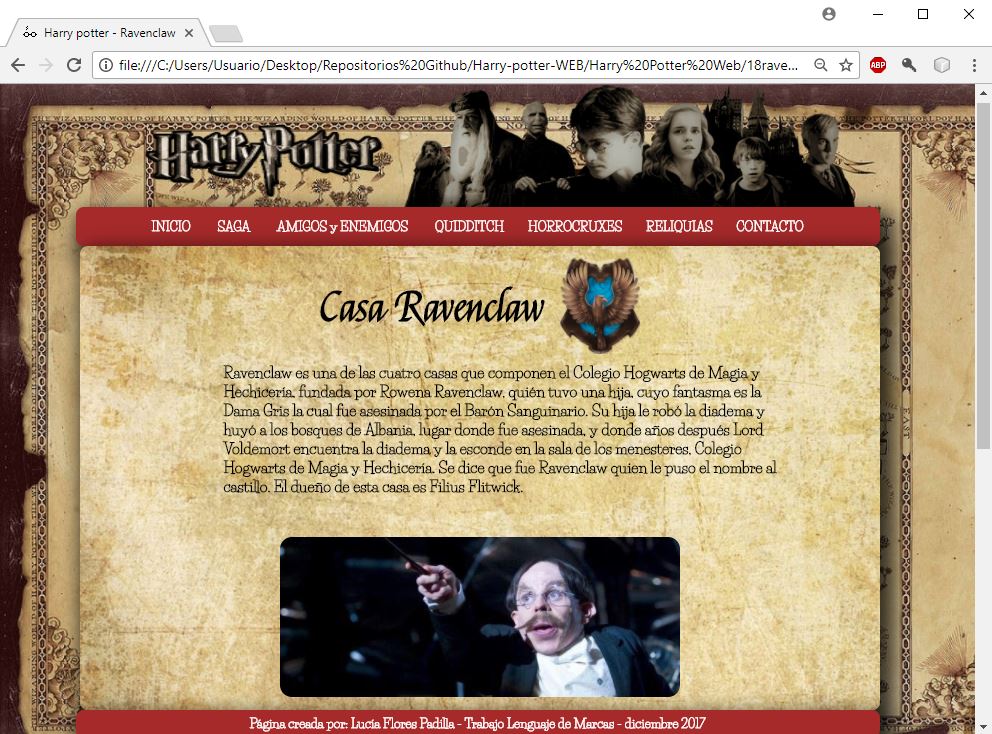 Harry potter - Ravenclaw
file:///C:/Users/Usuario/Desktop/Repositorios%20Github/Harry-potter-WEB/Harry%20Potter%20Web/18rave...
ABP
Harry Potter
INICIO SAGA AMIGOS y ENEMIGOS QUIDDITCH HORROCRUXES RELIQUIAS CONTACTO
Casa Ravenclaw
Ravenclaw es una de las cuatro casas que componen el Colegio Hogwarts de Magia y
Hechicería, fundada por Rowena Ravenclaw, quién tuvo una hija, cuyo fantasma es la
Dama Gris la cual fue asesinada por el Barón Sanguinario. Su hija le robó la diadema y
huyó a los bosques de Albania, lugar donde fue asesinada, y donde años después Lord
Voldemort encuentra la diadema y la esconde en la sala de los menesteres. Colegio
Hogwarts de Magia y Hechicería. Se dice que fue Ravenclaw quien le puso el nombre al
castillo. El dueño de esta casa es Filius Flitwick.
EAST
Página creada por: Lucía Flores Padilla - Trabajo Lenguaje de Marcas - diciembre 2017